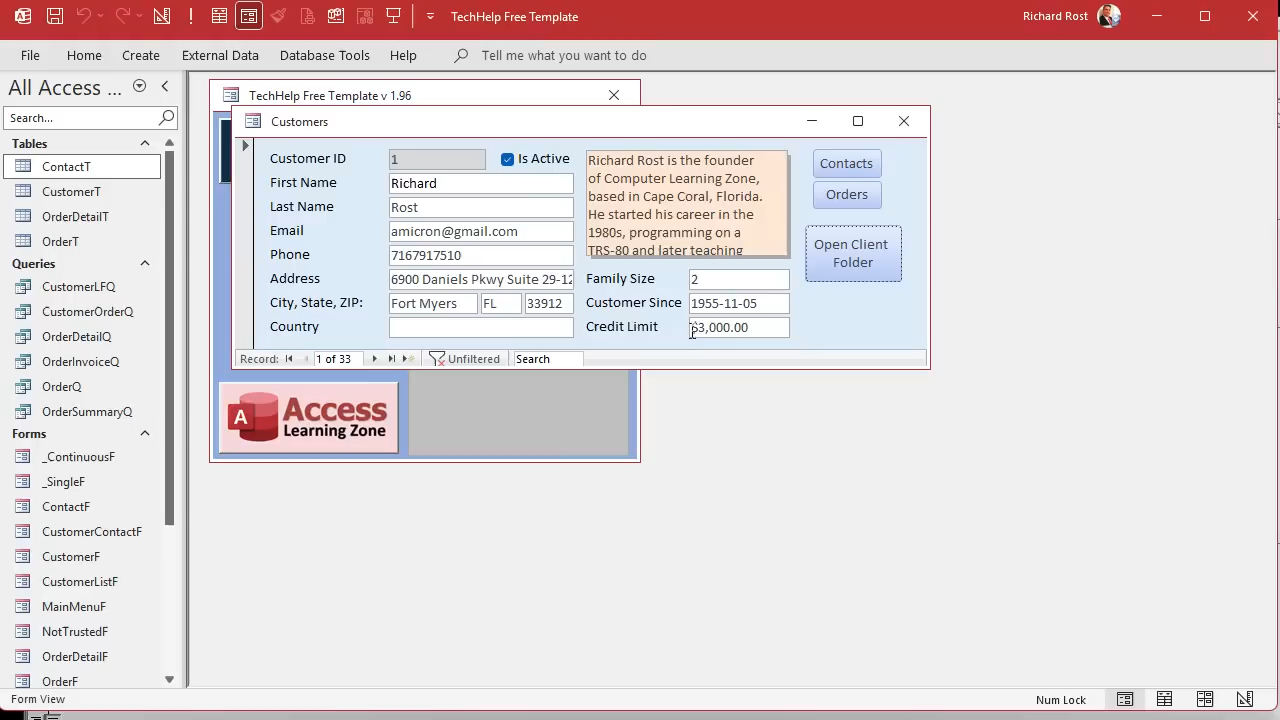 TechHelp Free Template
Richard Rost
File Home Create External Data Database Tools Help Tell me what you want to do
All Access ...
Search...
Tables
ContactT
CustomerT
OrderDetailT
OrderT
Queries
CustomerLFQ
CustomerOrderQ
OrderDetailQ
OrderInvoiceQ
OrderQ
OrderSummaryQ
Forms
_ContinuousF
_SingleF
ContactF
CustomerContactF
CustomerF
CustomerListF
MainMenuF
NotTrustedF
OrderDetailF
OrderF
TechHelp Free Template v 1.96
Customers
Customer ID 1 Is Active
First Name Richard
Last Name Rost
Email amicron@gmail.com
Phone 7167917510
Address 6900 Daniels Pkwy Suite 29-12
City, State, ZIP: Fort Myers FL 33912
Country
Richard Rost is the founder
of Computer Learning Zone,
based in Cape Coral, Florida.
He started his career in the
1980s, programming on a
TRS-80 and later teaching
Family Size 2
Customer Since 1955-11-05
Credit Limit 3,000.00
Contacts
Orders
Open Client
Folder
Record: 1 of 33 Unfiltered Search
A Access
Learning Zone
Form View
Num Lock